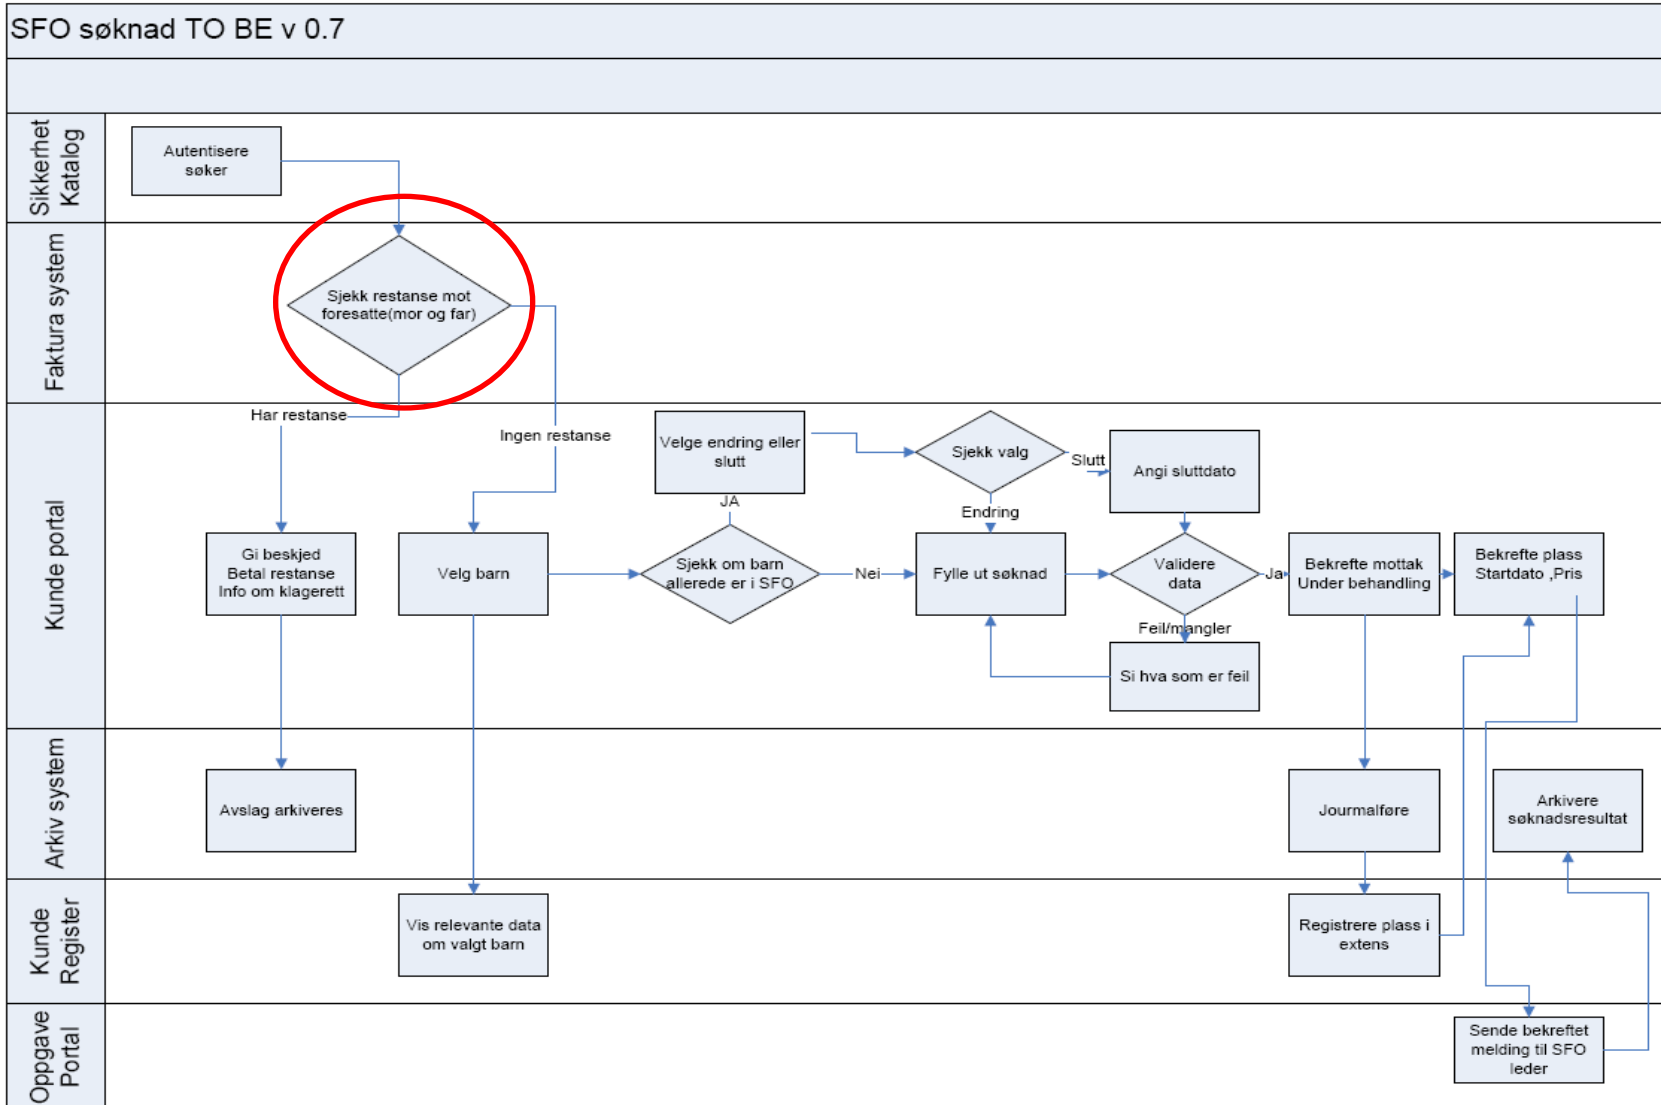 SFO søknad TO BE v 0.7
Sikkerhet
Katalog
Autentisere
søker
Faktura system
Sjekk restanse mot
foresatte(mor og far)
Kunde portal
Har restanse
Ingen restanse
Velge endring eller
slutt
Sjekk valg
Slutt
Angi sluttdato
JA
Endring
Gi beskjed
Betal restanse
Info om klagerett
Velg barn
Sjekk om barn
allerede er i SFO
Nei
Fylle ut søknad
Validere
data
Ja
Bekrefte mottak
Under behandling
Bekrefte plass
Startdato ,Pris
Feil/mangler
Si hva som er feil
Arkiv system
Avslag arkiveres
Jourmalføre
Arkivere
søknadsresultat
Kunde
Register
Vis relevante data
om valgt barn
Registrere plass i
extens
Oppgave
Portal
Sende bekreftet
melding til SFO
leder